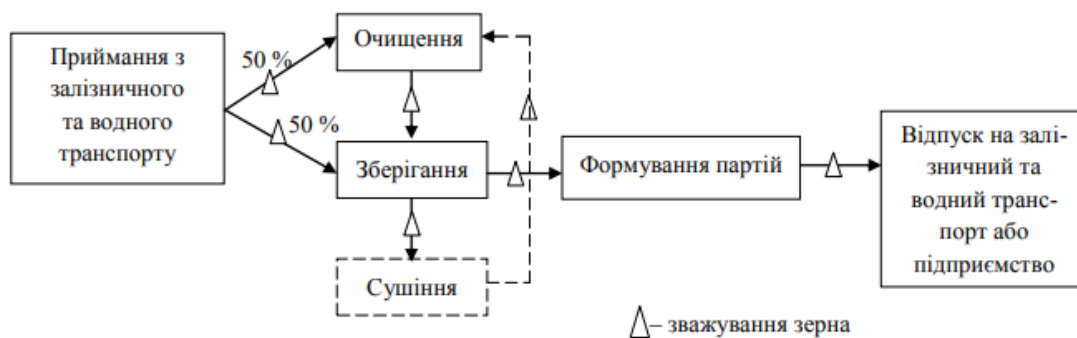 Приймання з
залізничного
та водного
транспорту
50 %
50 %
Очищення
Зберігання
Сушіння
Формування партій
Відпуск на залі-
зничний та
водний транс-
порт або
підприємство
– зважування зерна